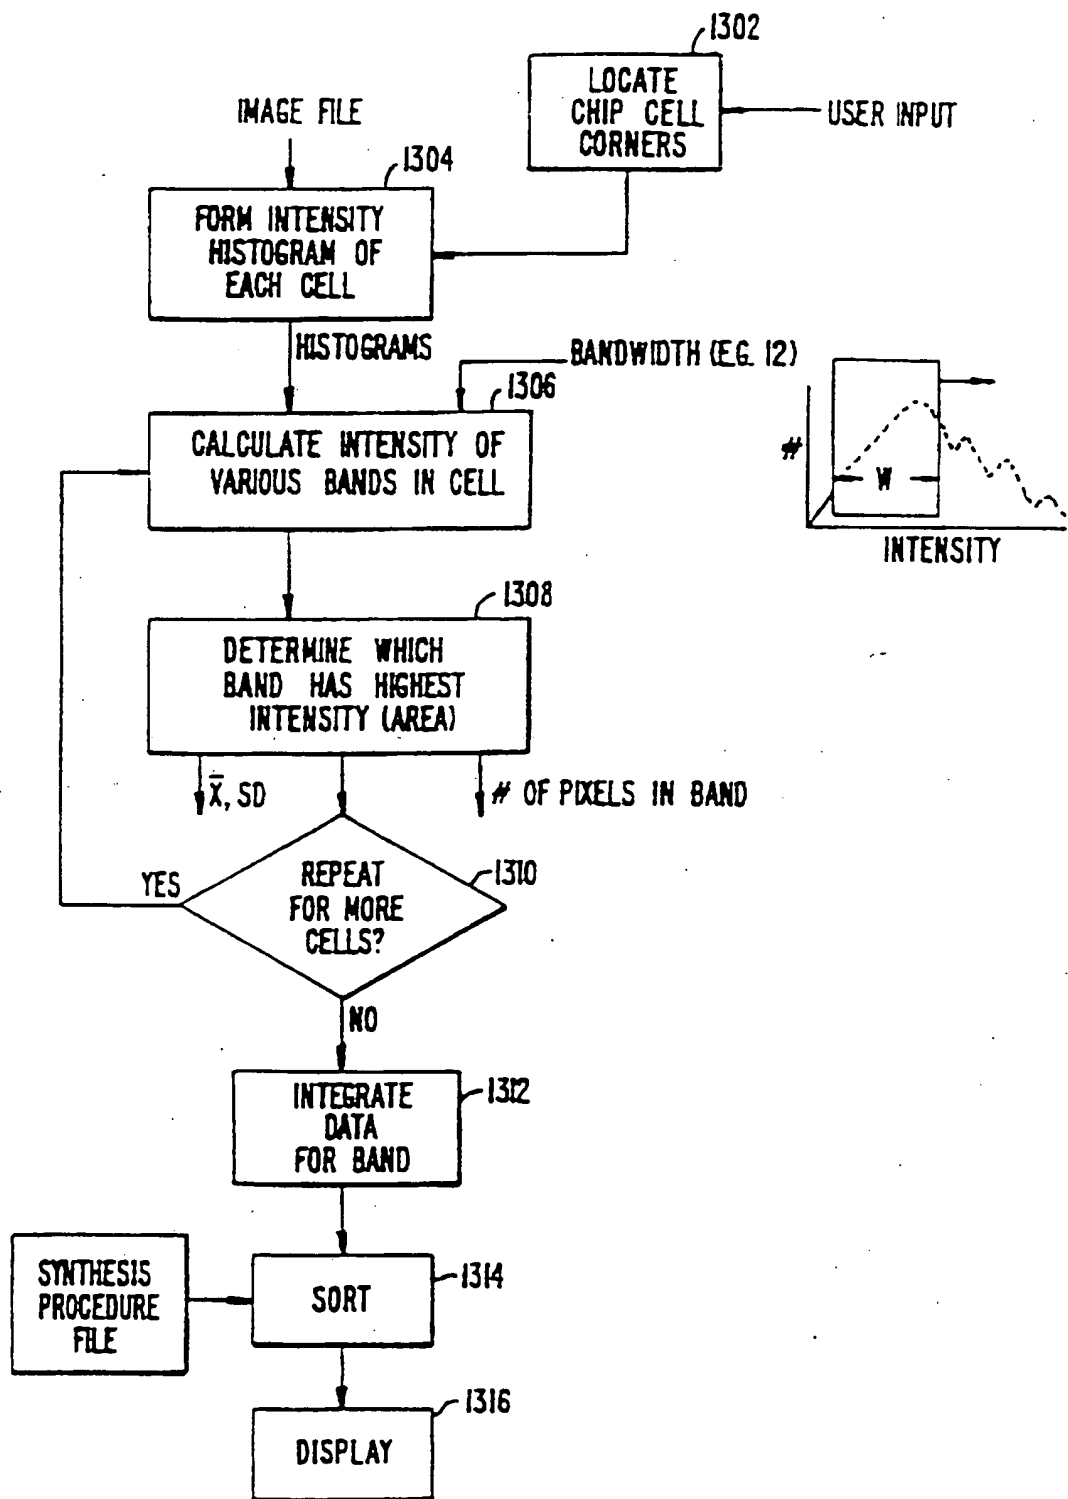 1302
LOCATE
CHIP CELL
CORNERS
USER INPUT
IMAGE FILE
1304
FORM INTENSITY
HISTOGRAM OF
EACH CELL
HISTOGRAMS
BANDWIDTH (E.G. 12)
1306
CALCULATE INTENSITY OF
VARIOUS BANDS IN CELL
#
W
INTENSITY
1308
DETERMINE WHICH
BAND HAS HIGHEST
INTENSITY (AREA)
X̅, SD
# OF PIXELS IN BAND
1310
REPEAT
FOR MORE
CELLS?
YES
NO
1312
INTEGRATE
DATA
FOR BAND
SYNTHESIS
PROCEDURE
FILE
1314
SORT
1316
DISPLAY